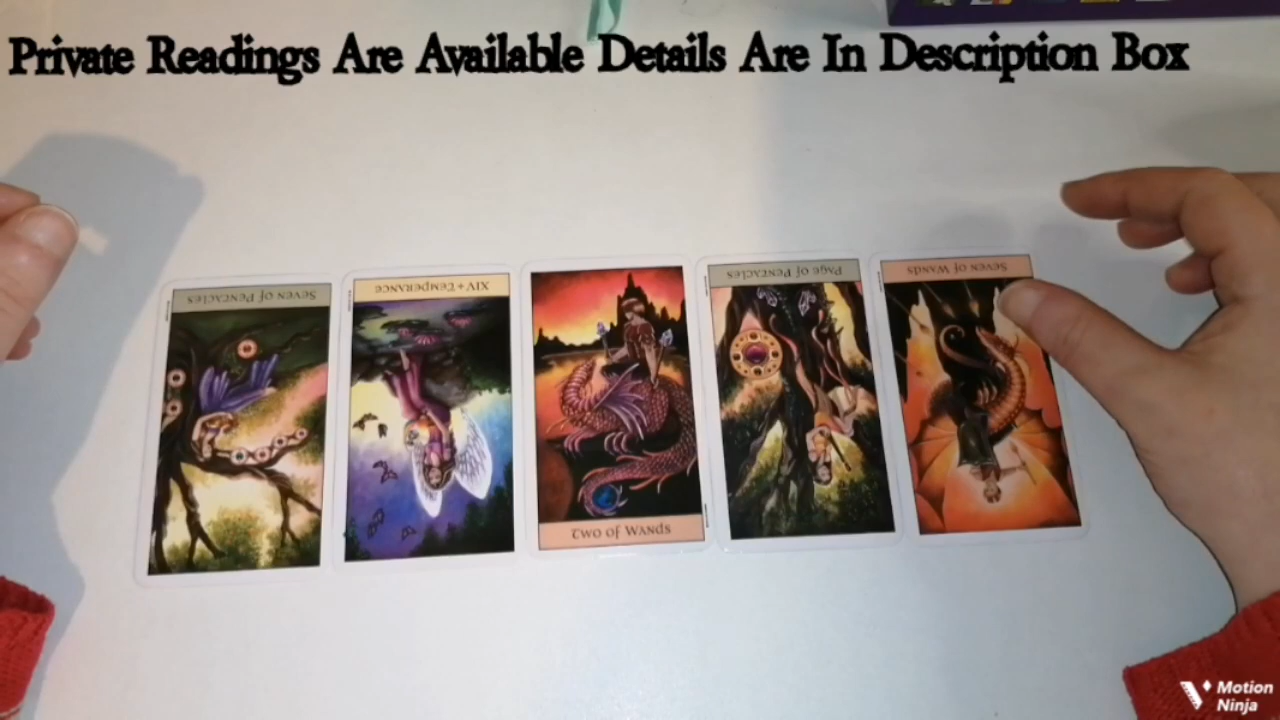 Private Readings Are Available Details Are In Description Box
Seven of Pentacles
XIV + Temperance
Two of Wands
Page of Pentacles
Seven of Wands
Motion
Ninja